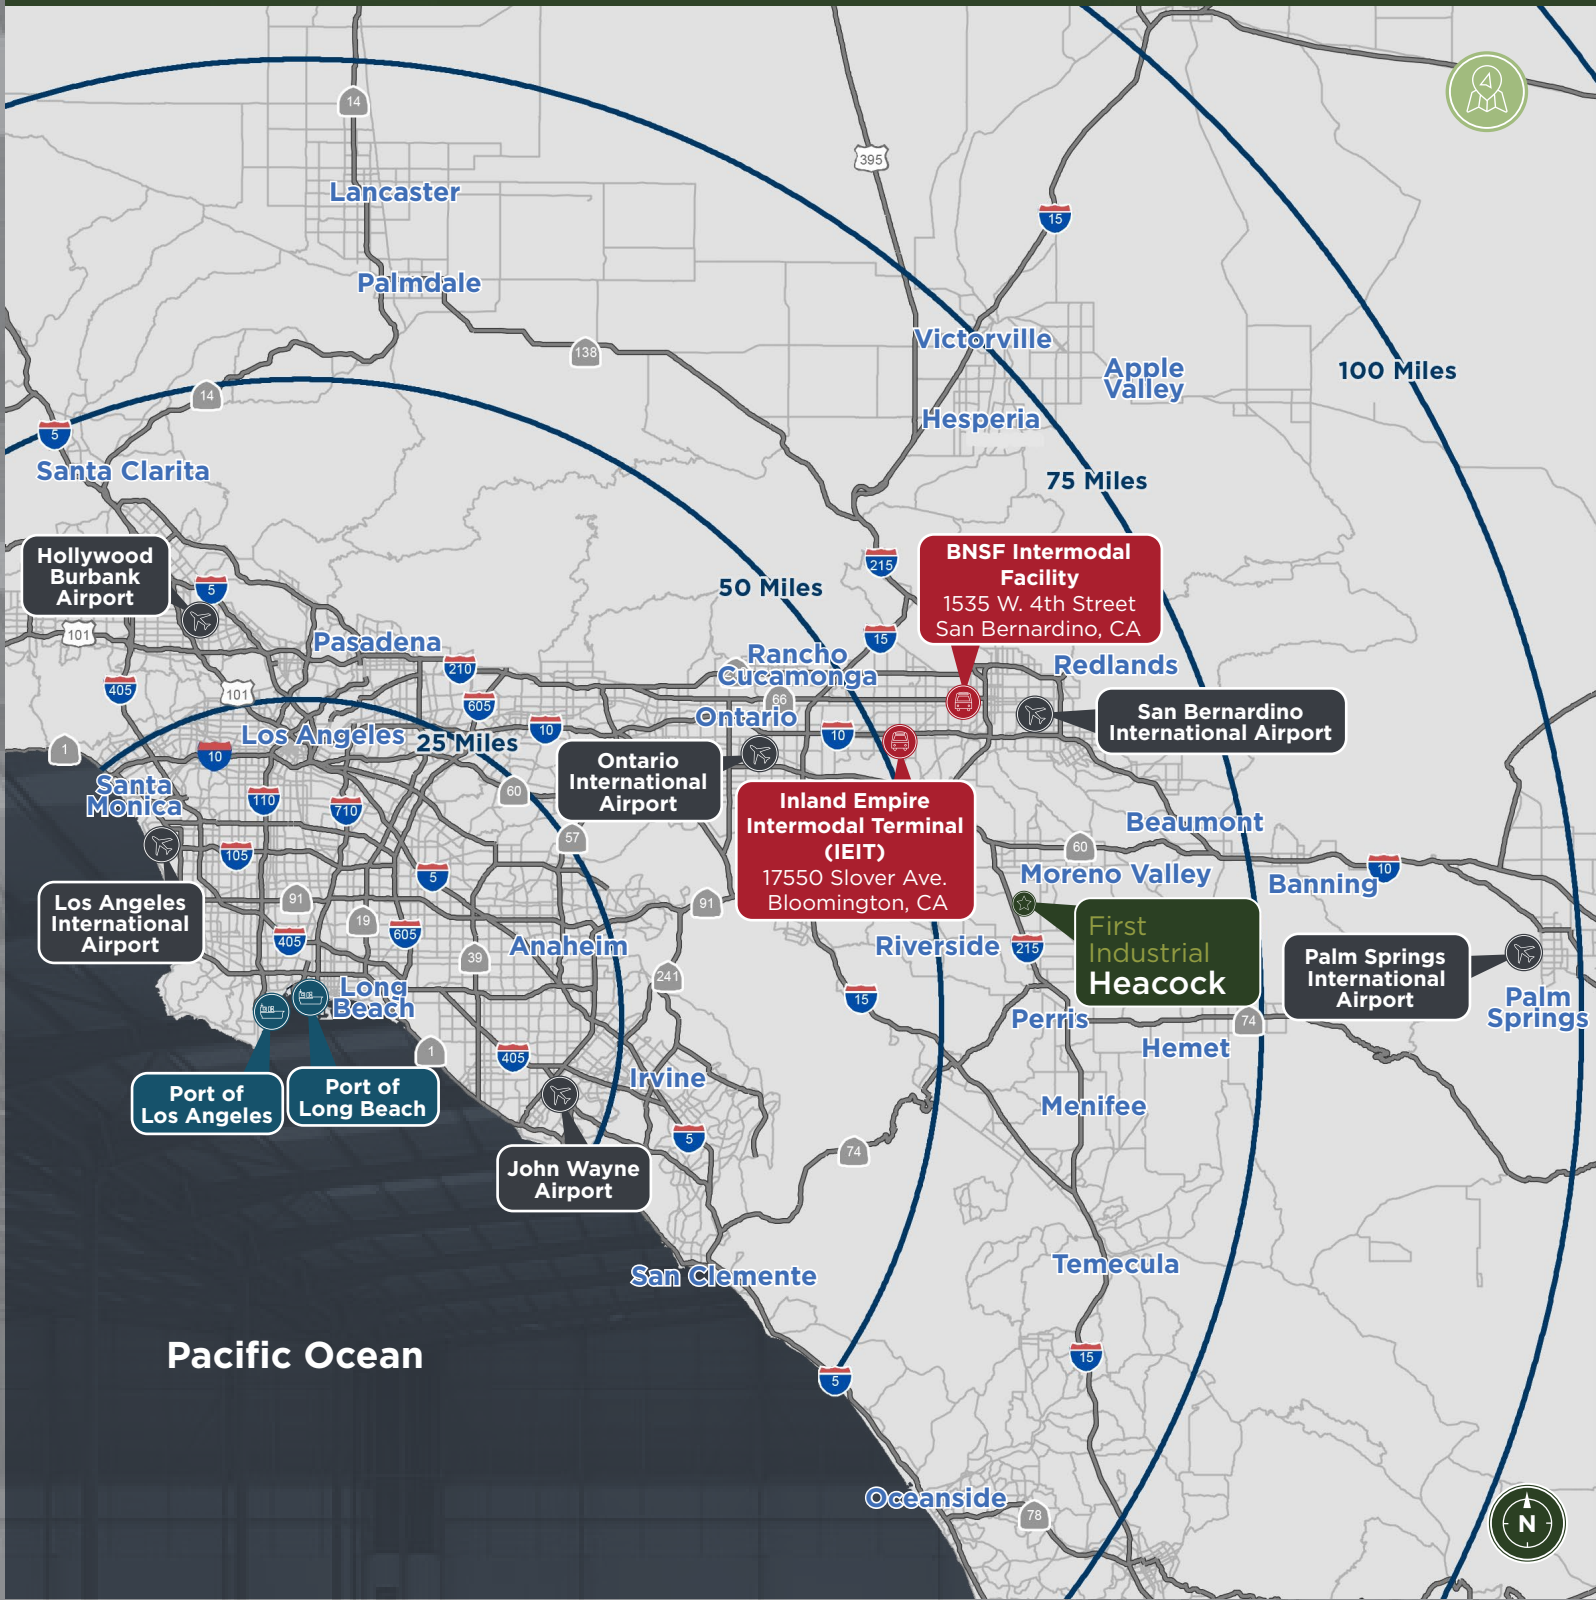 14
395
Lancaster
15
Palmdale
138
Victorville
Apple
Valley
100 Miles
14
Hesperia
5
Santa Clarita
75 Miles
Hollywood
Burbank
Airport
5
101
50 Miles
215
BNSF Intermodal
Facility
1535 W. 4th Street
San Bernardino, CA
15
Pasadena
210
Rancho
Cucamonga
Redlands
405
101
605
66
Ontario
San Bernardino
International Airport
1
10
Los Angeles
25 Miles
10
10
Ontario
International
Airport
Santa
Monica
110
710
60
57
Inland Empire
Intermodal Terminal
(IEIT)
17550 Slover Ave.
Bloomington, CA
Beaumont
60
105
5
Moreno Valley
10
Banning
Los Angeles
International
Airport
91
19
405
605
91
39
Anaheim
241
Riverside
215
First
Industrial
Heacock
Palm Springs
International
Airport
Palm
Springs
Long
Beach
15
Perris
74
Hemet
1
405
Irvine
Port of
Los Angeles
Port of
Long Beach
Menifee
5
74
John Wayne
Airport
San Clemente
Temecula
Pacific Ocean
15
5
Oceanside
78
N